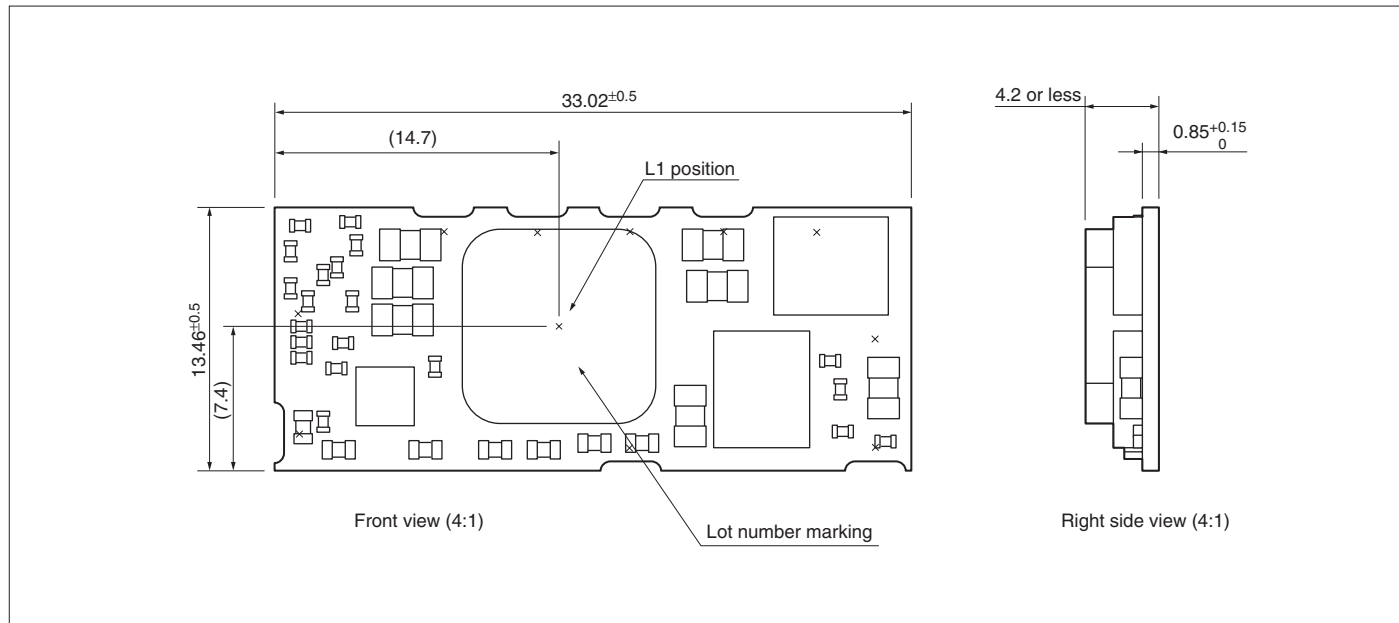 33.02±0.5
(14.7)
L1 position
4.2 or less
0.85+0.15 0
13.46±0.5
(7.4)
Front view (4:1)
Lot number marking
Right side view (4:1)